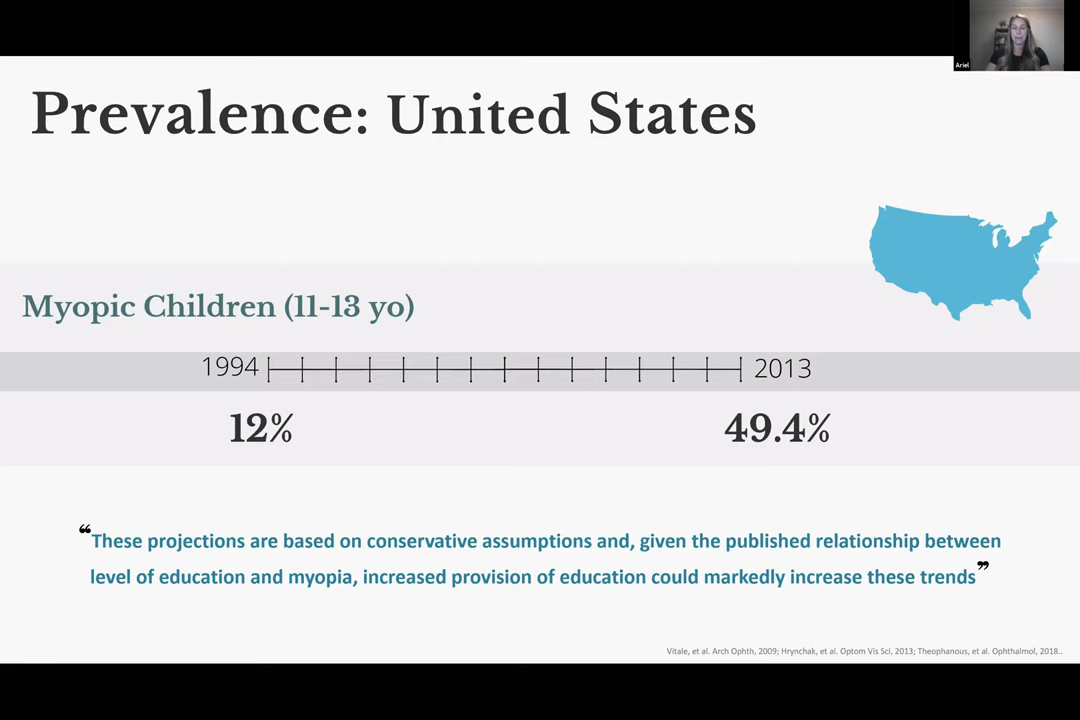 Ariel
Prevalence: United States
Myopic Children (11-13 yo)
1994 2013
12% 49.4%
“These projections are based on conservative assumptions and, given the published relationship between
level of education and myopia, increased provision of education could markedly increase these trends”
Vitale, et al. Arch Ophth, 2009; Hrynchak, et al. Optom Vis Sci, 2013; Theophanous, et al. Ophthalmol, 2018..